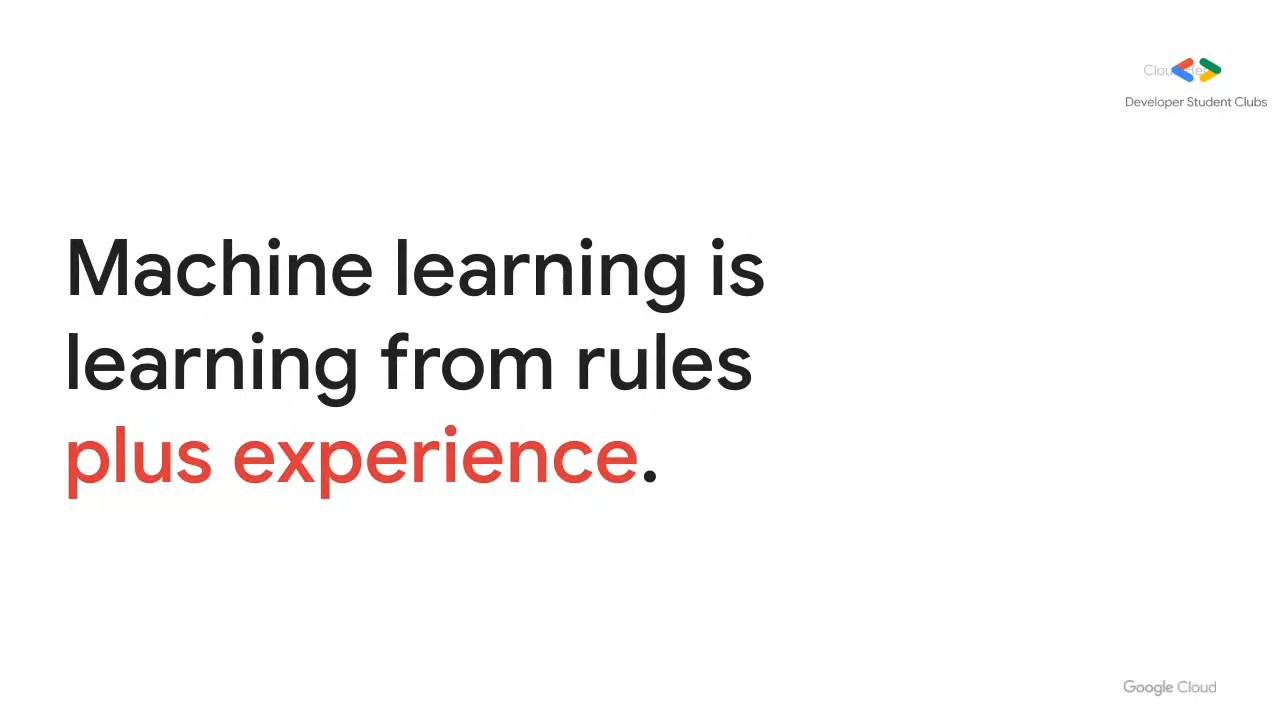 Developer Student Clubs
Machine learning is
learning from rules
plus experience.
Google Cloud